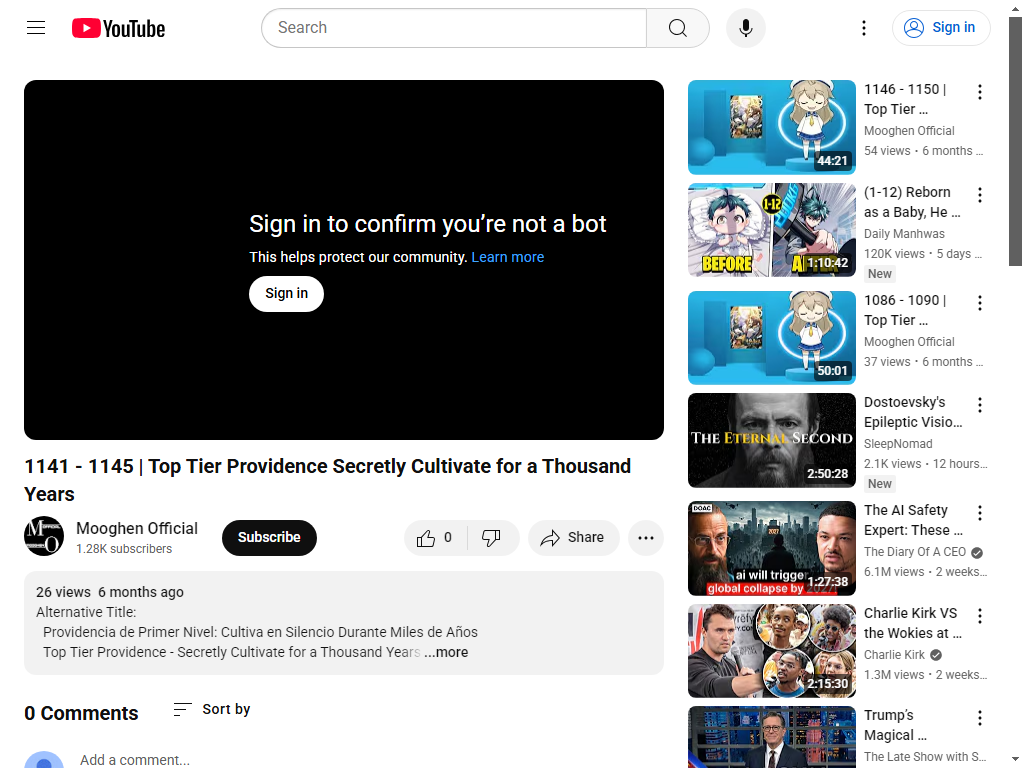 YouTube
Search
Sign in
Sign in to confirm you’re not a bot
This helps protect our community. Learn more
Sign in
1141 - 1145 | Top Tier Providence Secretly Cultivate for a Thousand
Years
Mooghen Official
1.28K subscribers
Subscribe
0
Share
26 views 6 months ago
Alternative Title:
Providencia de Primer Nivel: Cultiva en Silencio Durante Miles de Años
Top Tier Providence - Secretly Cultivate for a Thousand Years ...more
0 Comments
Sort by
Add a comment...
44:21
1146 - 1150 |
Top Tier ...
Mooghen Official
54 views • 6 months ...
1-12
BEFORE
1:10:42
(1-12) Reborn
as a Baby, He ...
Daily Manhwas
120K views • 5 days ...
New
50:01
1086 - 1090 |
Top Tier ...
Mooghen Official
37 views • 6 months ...
THE ETERNAL SECOND
2:50:28
Dostoevsky's
Epileptic Visio...
SleepNomad
2.1K views • 12 hours...
New
DOAC
2027
ai will trigger
global collapse by 2027!
1:27:38
The AI Safety
Expert: These ...
The Diary Of A CEO
6.1M views • 2 weeks...
2:15:30
Charlie Kirk VS
the Wokies at ...
Charlie Kirk
1.3M views • 2 weeks...
Trump's
Magical ...
The Late Show with S...